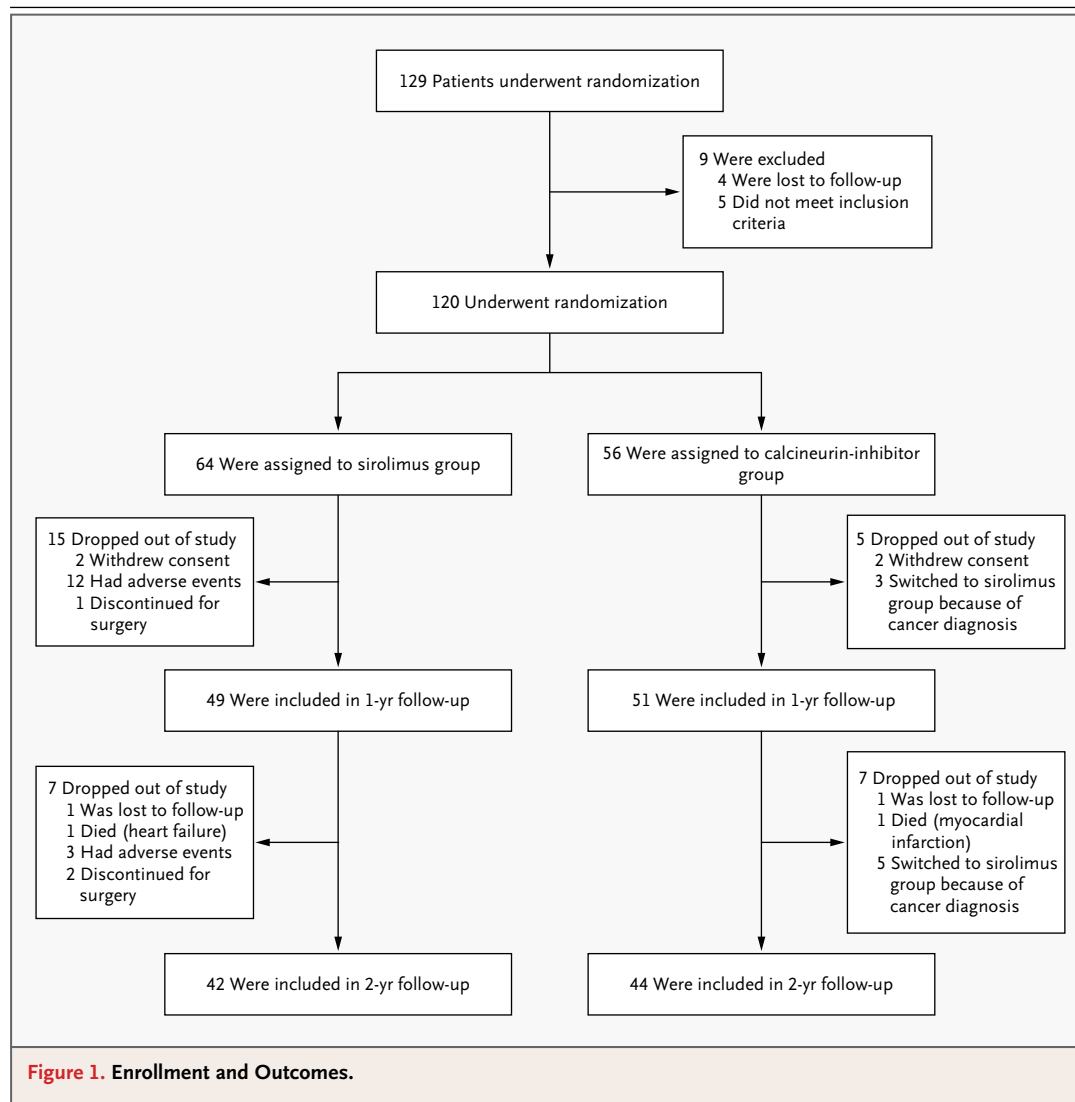 129 Patients underwent randomization
9 Were excluded
4 Were lost to follow-up
5 Did not meet inclusion
criteria
120 Underwent randomization
64 Were assigned to sirolimus group
56 Were assigned to calcineurin-inhibitor
group
15 Dropped out of study
2 Withdrew consent
12 Had adverse events
1 Discontinued for
surgery
5 Dropped out of study
2 Withdrew consent
3 Switched to sirolimus
group because of
cancer diagnosis
49 Were included in 1-yr follow-up
51 Were included in 1-yr follow-up
7 Dropped out of study
1 Was lost to follow-up
1 Died (heart failure)
3 Had adverse events
2 Discontinued for
surgery
7 Dropped out of study
1 Was lost to follow-up
1 Died (myocardial
infarction)
5 Switched to sirolimus
group because of
cancer diagnosis
42 Were included in 2-yr follow-up
44 Were included in 2-yr follow-up
Figure 1. Enrollment and Outcomes.